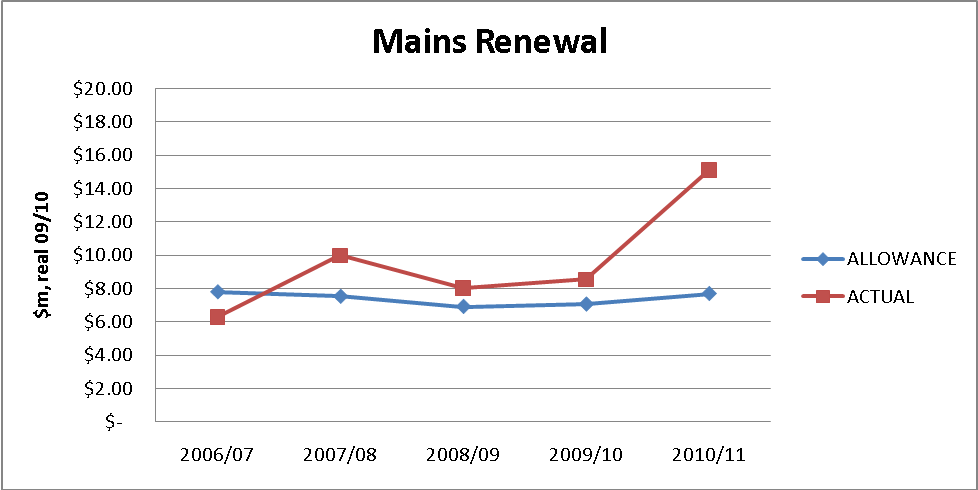 Mains Renewal
$20.00
$18.00
$16.00
$14.00
$12.00
$10.00
$8.00
$6.00
$4.00
$2.00
$-
$m, real 09/10
2006/07 2007/08 2008/09 2009/10 2010/11
ALLOWANCE
ACTUAL